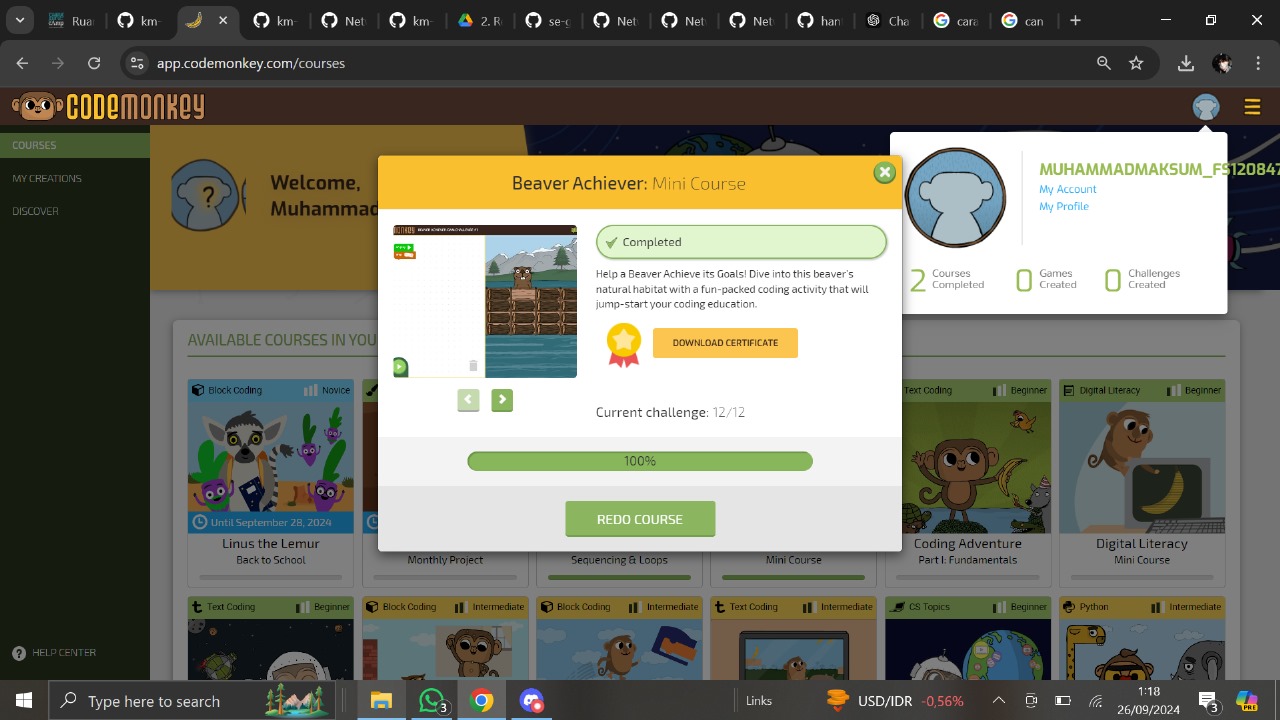 Rua
km-
km-
Net
km-
Net
2. R
se-g
Net
Net
han
Cha
cara
can
app.codemonkey.com/courses
CODEMONKEY
COURSES
MY CREATIONS
DISCOVER
HELP CENTER
Welcome,
Muhammad
MUHAMMADMAKSUM_FS120847
My Account
My Profile
2 Courses Completed
0 Games Created
0 Challenges Created
Beaver Achiever: Mini Course
Completed
Help a Beaver Achieve its Goals! Dive into this beaver's
natural habitat with a fun-packed coding activity that will
jump-start your coding education.
DOWNLOAD CERTIFICATE
Current challenge: 12/12
100%
REDO COURSE
AVAILABLE COURSES IN YOU
Block Coding Novice
Text Coding Beginner
Digital Literacy Beginner
Until September 28, 2024
Linus the Lemur
Back to School
Monthly Project
Sequencing & Loops
Mini Course
Coding Adventure
Part I: Fundamentals
Digital Literacy
Mini Course
Text Coding Beginner
Block Coding Intermediate
Block Coding Intermediate
Text Coding Intermediate
CS Topics Beginner
Python Intermediate
Type here to search
3
Links
USD/IDR -0,56%
1:18
26/09/2024
3
PRE